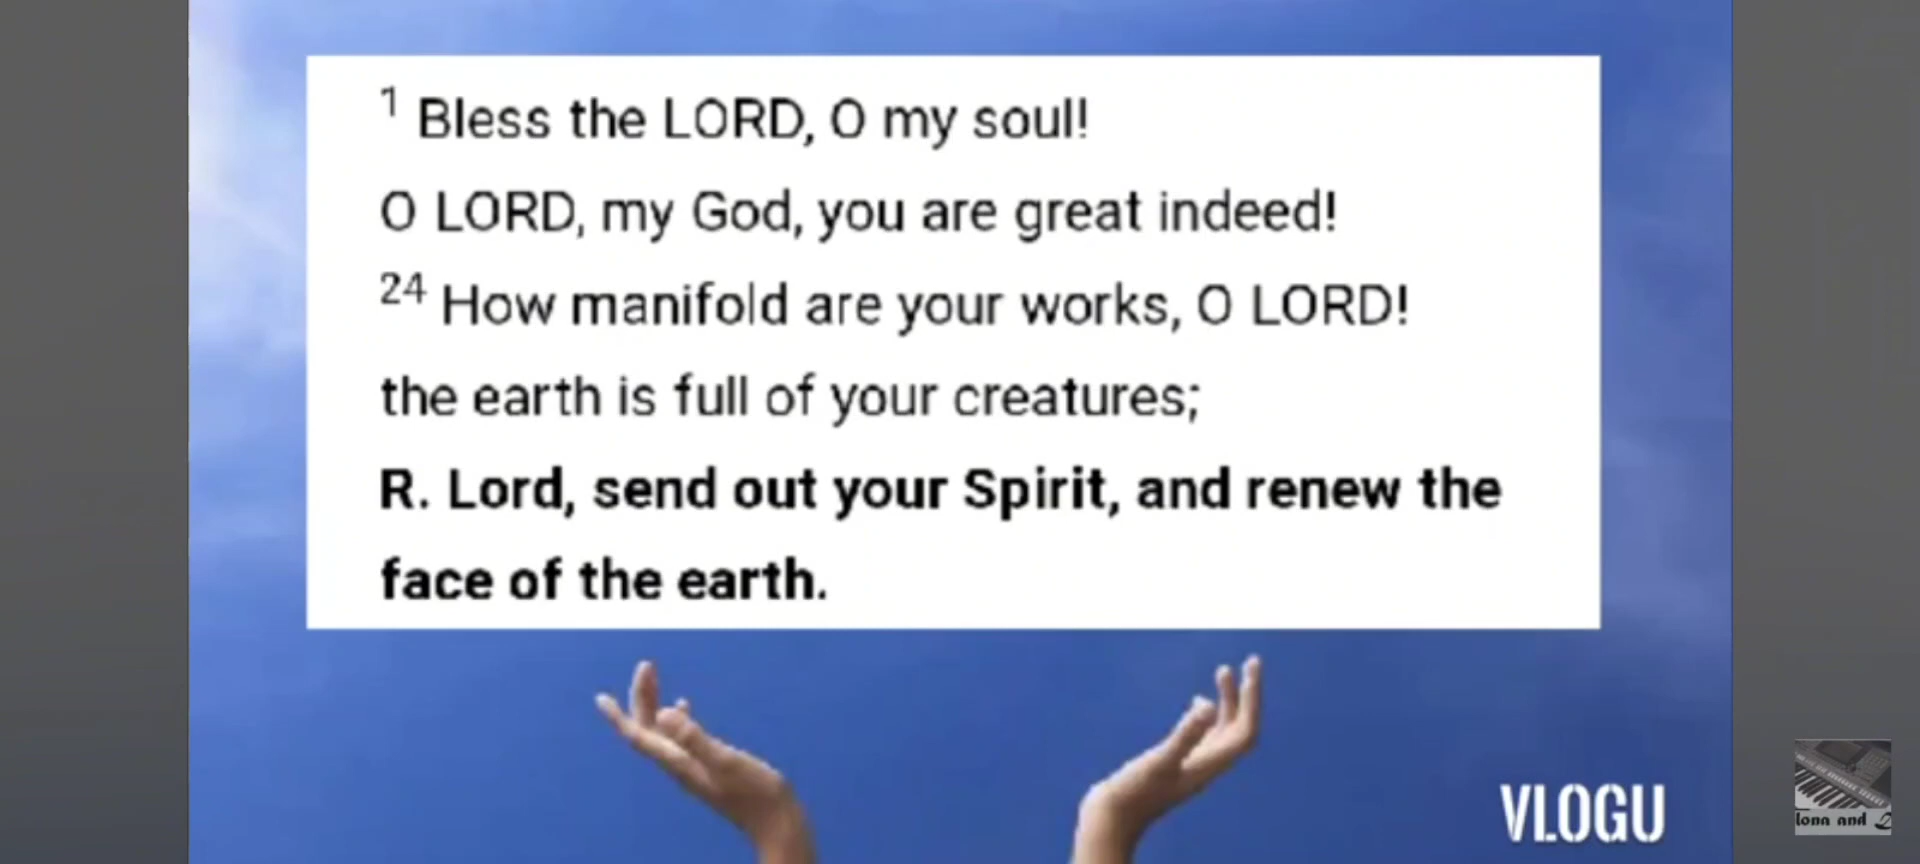 1 Bless the LORD, O my soul!
O LORD, my God, you are great indeed!
24 How manifold are your works, O LORD!
the earth is full of your creatures;
R. Lord, send out your Spirit, and renew the
face of the earth.
VLOGU
and